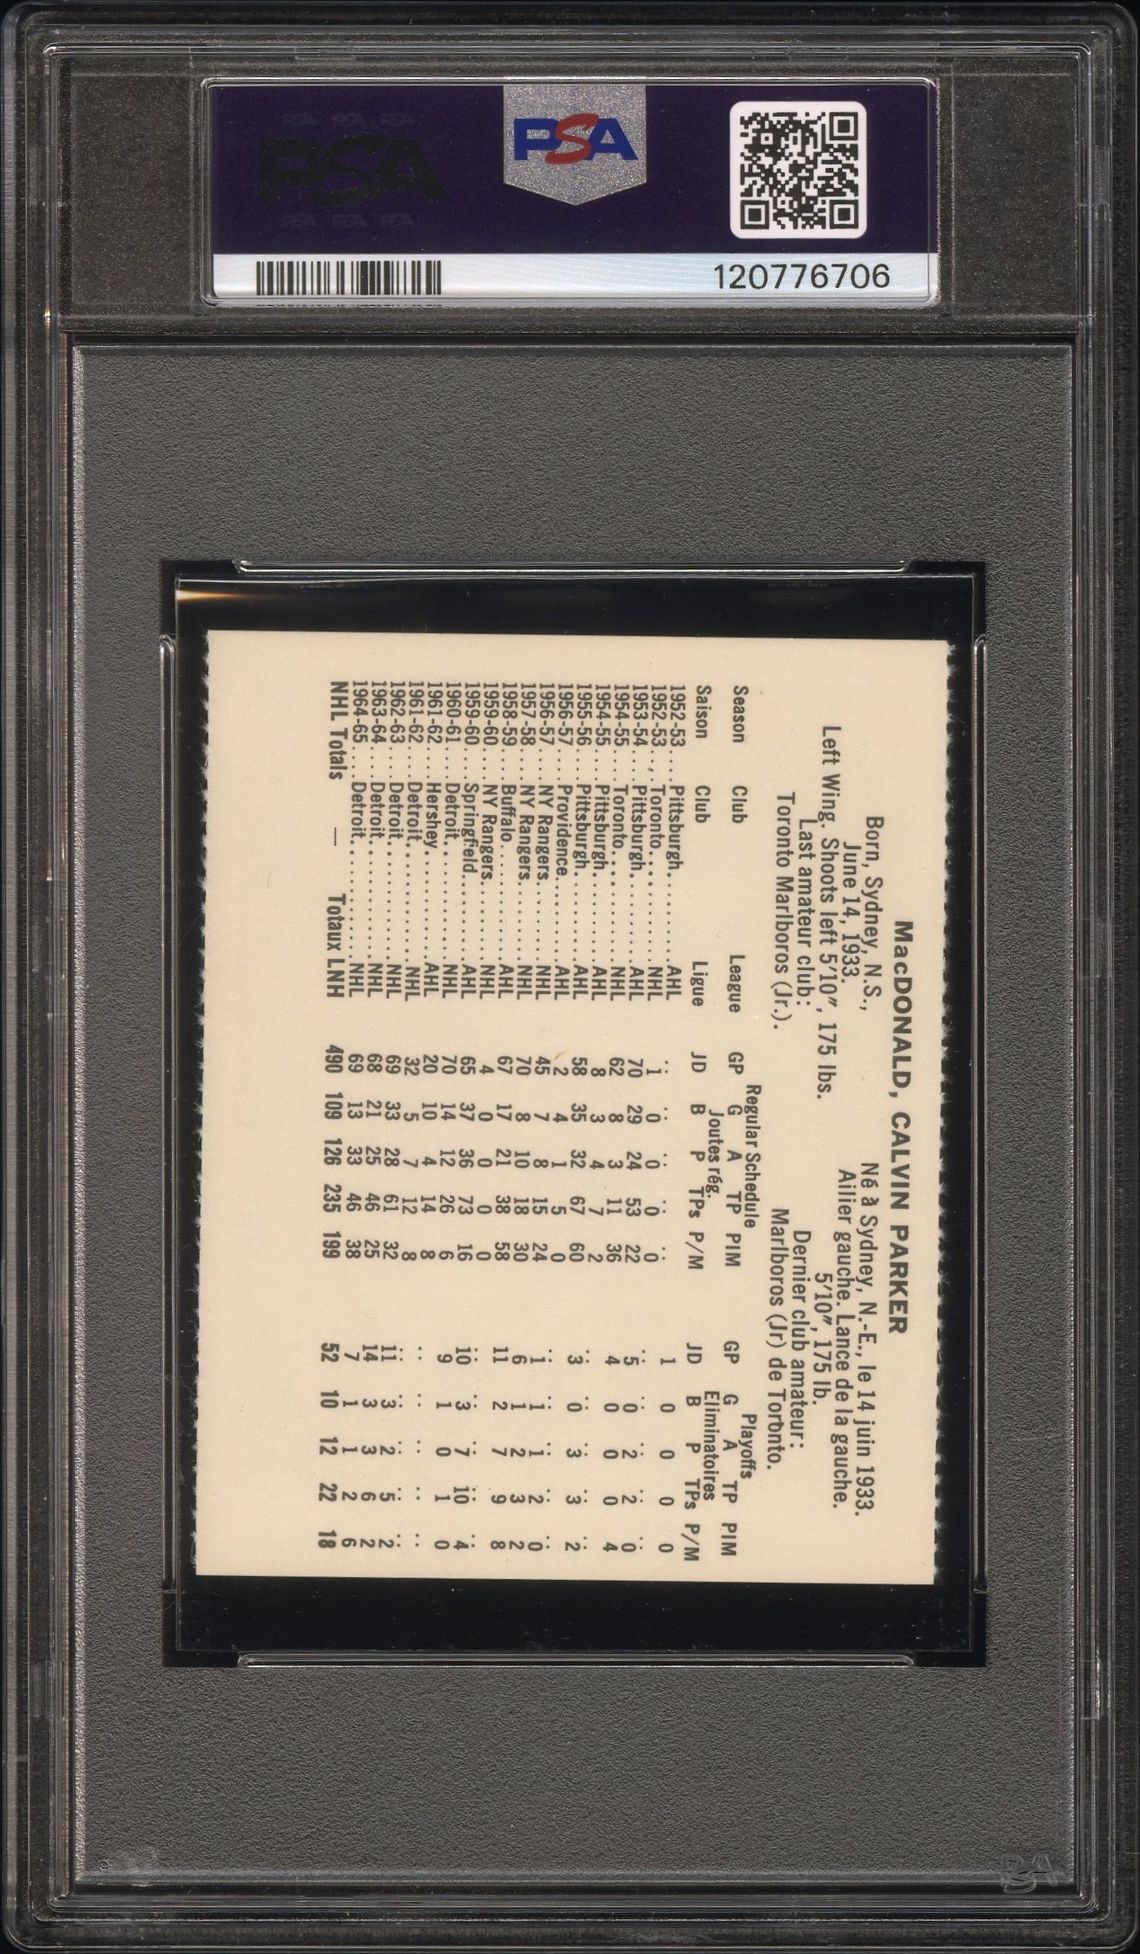 PSA
120776706
MacDONALD, CALVIN PARKER
Born, Sydney, N.S.,
June 14, 1933.
Left Wing. Shoots left 5'10", 175 lbs.
Last amateur club:
Toronto Marlboros (Jr.).
Né à Sydney, N.-E., le 14 juin 1933.
Ailier gauche. Lance de la gauche.
5'10", 175 lb.
Dernier club amateur:
Marlboros (Jr) de Toronto.
Regular Schedule Playoffs
Season Club League GP G A TP PIM GP G A TP PIM
Joutes rég. Eliminatoires
Saison Club Ligue JD B P TPs P/M JD B P TPs P/M
1952-53.... Pittsburgh.......... AHL .. .. .. .. .. 1 0 0 0 0
1952-53.... Toronto............. NHL 1 0 0 0 0 .. .. .. .. ..
1953-54.... Pittsburgh.......... AHL 70 29 24 53 22 5 0 2 2 0
1954-55.... Toronto............. NHL 62 8 3 11 36 4 0 0 0 4
1954-55.... Pittsburgh.......... AHL 8 3 4 7 2 .. .. .. .. ..
1955-56.... Pittsburgh.......... AHL 58 35 32 67 60 3 0 3 3 2
1956-57.... Providence.......... AHL 2 4 1 5 0 .. .. .. .. ..
1956-57.... NY Rangers.......... NHL 45 7 8 15 24 1 1 1 2 0
1957-58.... NY Rangers.......... NHL 70 8 10 18 30 6 1 2 3 2
1958-59.... Buffalo............. AHL 67 17 21 38 58 11 2 7 9 8
1959-60.... NY Rangers.......... NHL 4 0 0 0 0 .. .. .. .. ..
1959-60.... Springfield......... AHL 65 37 36 73 16 10 3 7 10 4
1960-61.... Detroit............. NHL 70 14 12 26 6 9 1 0 1 0
1961-62.... Hershey............. AHL 20 10 4 14 8 .. .. .. .. ..
1961-62.... Detroit............. NHL 32 5 7 12 8 .. .. .. .. ..
1962-63.... Detroit............. NHL 69 33 28 61 32 11 3 2 5 2
1963-64.... Detroit............. NHL 68 21 25 46 25 14 3 3 6 2
1964-65.... Detroit............. NHL 69 13 33 46 38 7 1 1 2 6
NHL Totals — Totaux LNH 490 109 126 235 199 52 10 12 22 18